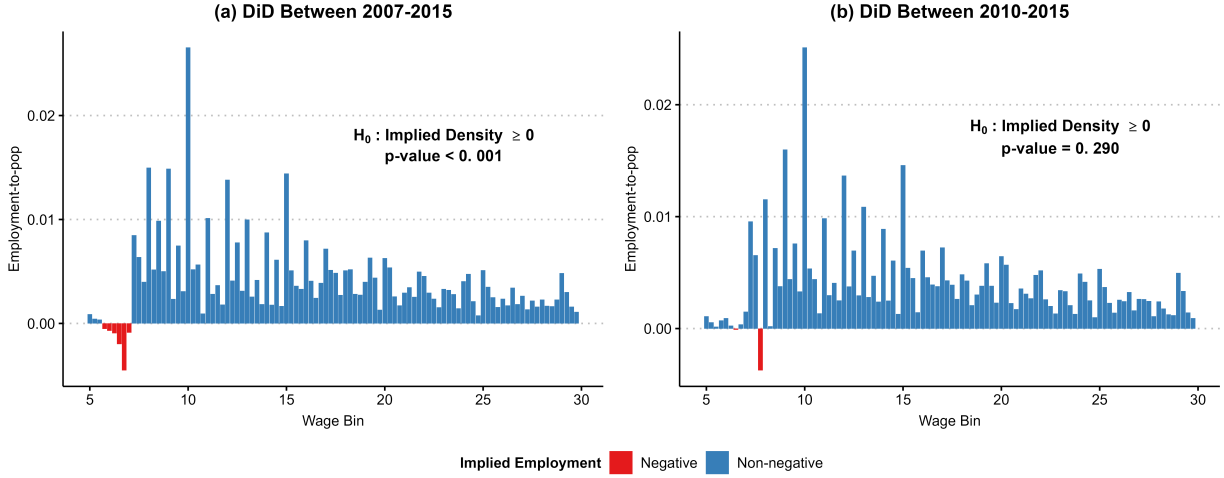 (a) DiD Between 2007-2015
Employment-to-pop
0.02
0.01
0.00
H₀ : Implied Density ≥ 0
p-value < 0. 001
5 10 15 20 25 30
Wage Bin
(b) DiD Between 2010-2015
Employment-to-pop
0.02
0.01
0.00
H₀ : Implied Density ≥ 0
p-value = 0. 290
5 10 15 20 25 30
Wage Bin
Implied Employment Negative Non-negative